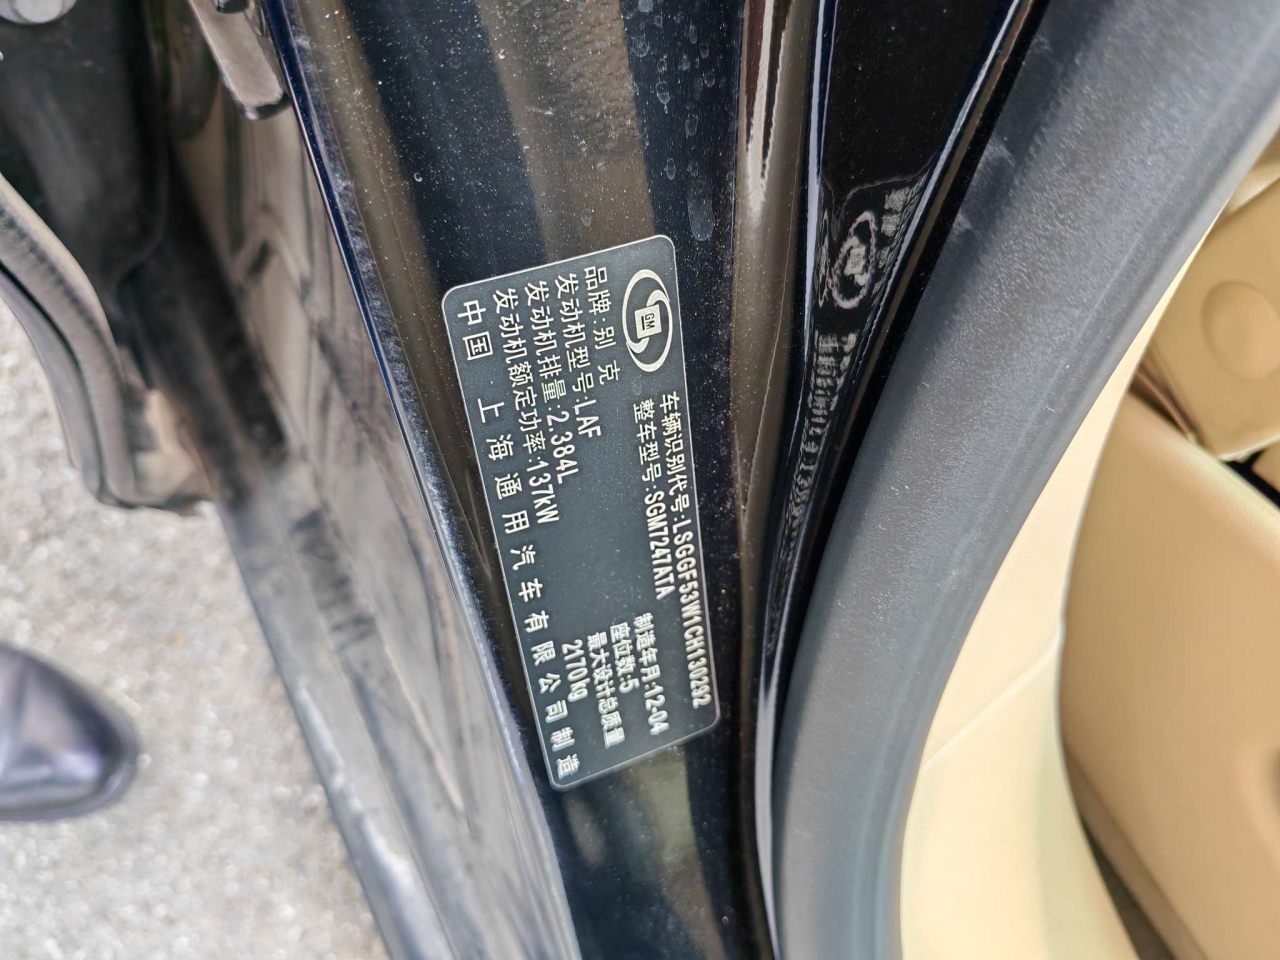 GM
车辆识别代号:LSGGF53W1CH130292
整车型号:SGM7247ATA
制造年月:12-04
品牌:别克
座位数:5
发动机型号:LAF
最大设计总质量
发动机排量:2.384L
2170kg
发动机额定功率:137kW
中国 上海通用汽车有限公司制造